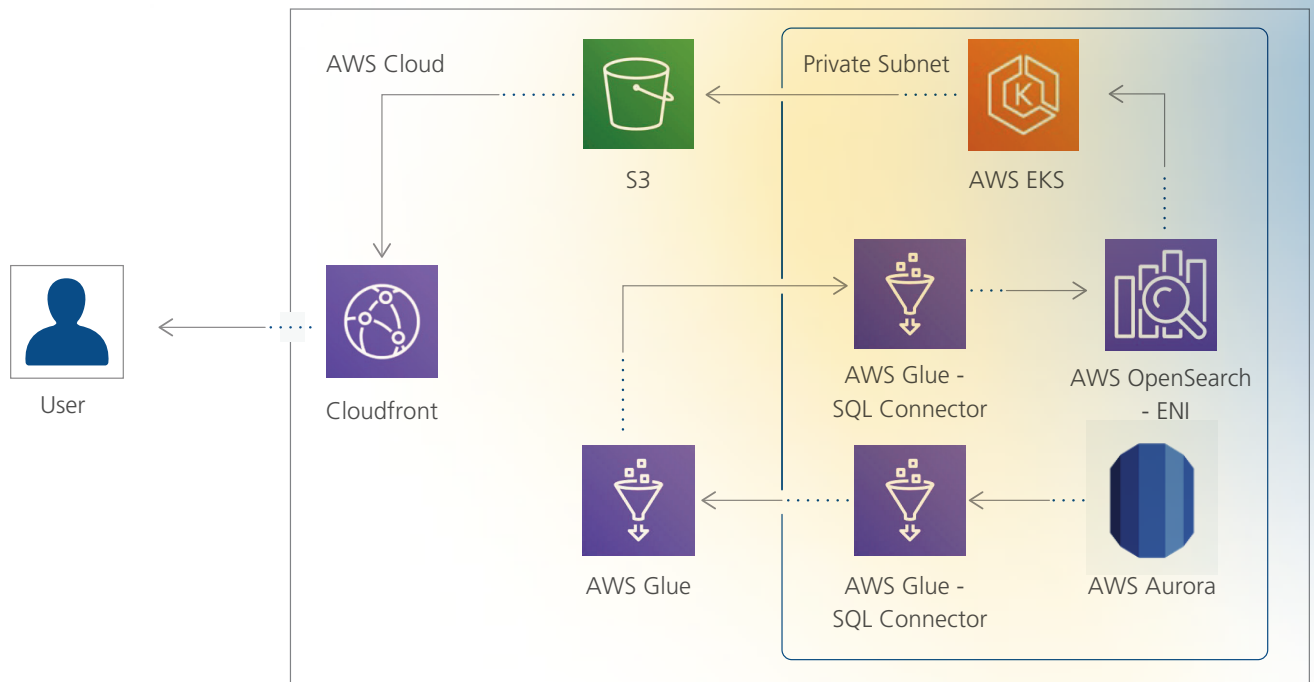 AWS Cloud
Private Subnet
K
S3
AWS EKS
User
Cloudfront
AWS Glue -
SQL Connector
AWS OpenSearch
- ENI
AWS Glue
AWS Glue -
SQL Connector
AWS Aurora